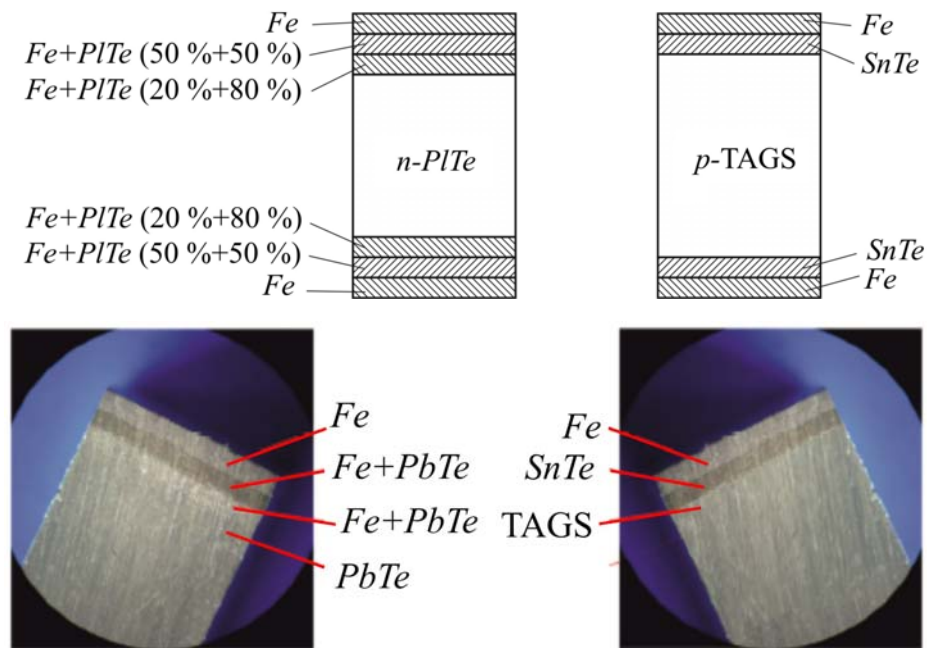 Fe
Fe+PlTe (50 %+50 %)
Fe+PlTe (20 %+80 %)
n-PlTe
Fe+PlTe (20 %+80 %)
Fe+PlTe (50 %+50 %)
Fe
Fe
SnTe
p-TAGS
SnTe
Fe
Fe
Fe+PbTe
Fe+PbTe
PbTe
Fe
SnTe
TAGS